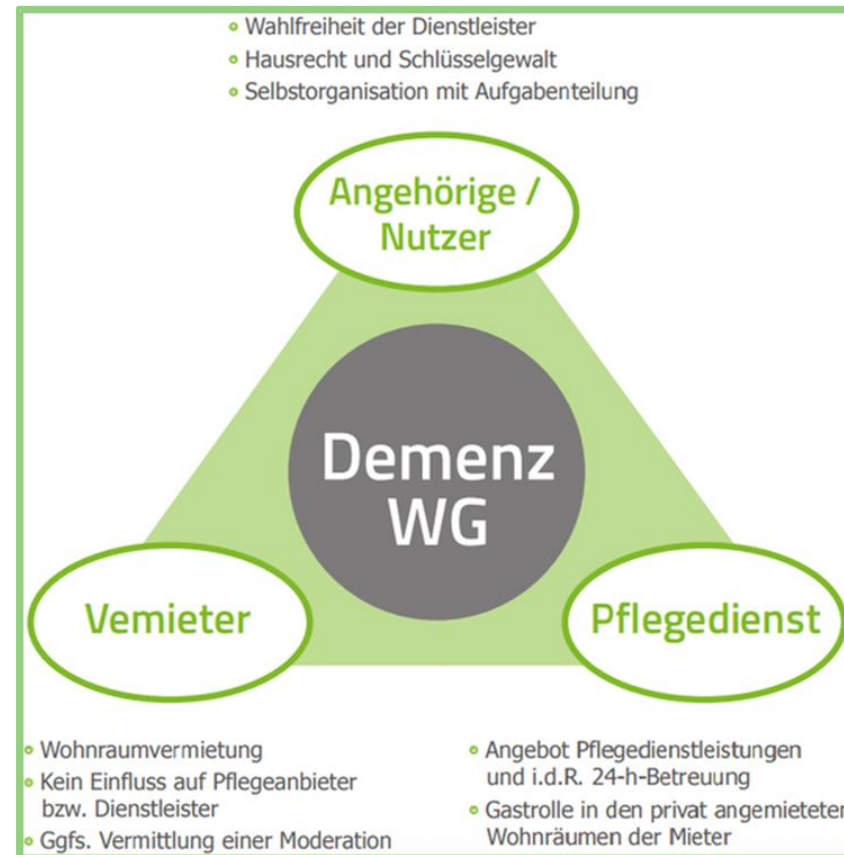 • Wahlfreiheit der Dienstleister
• Hausrecht und Schlüsselgewalt
• Selbstorganisation mit Aufgabenteilung
Angehörige /
Nutzer
Demenz
WG
Vemieter
Pflegedienst
• Wohnraumvermietung
• Kein Einfluss auf Pflegeanbieter
bzw. Dienstleister
• Ggfs. Vermittlung einer Moderation
• Angebot Pflegedienstleistungen
und i.d.R. 24-h-Betreuung
• Gastrolle in den privat angemieteten
Wohnräumen der Mieter